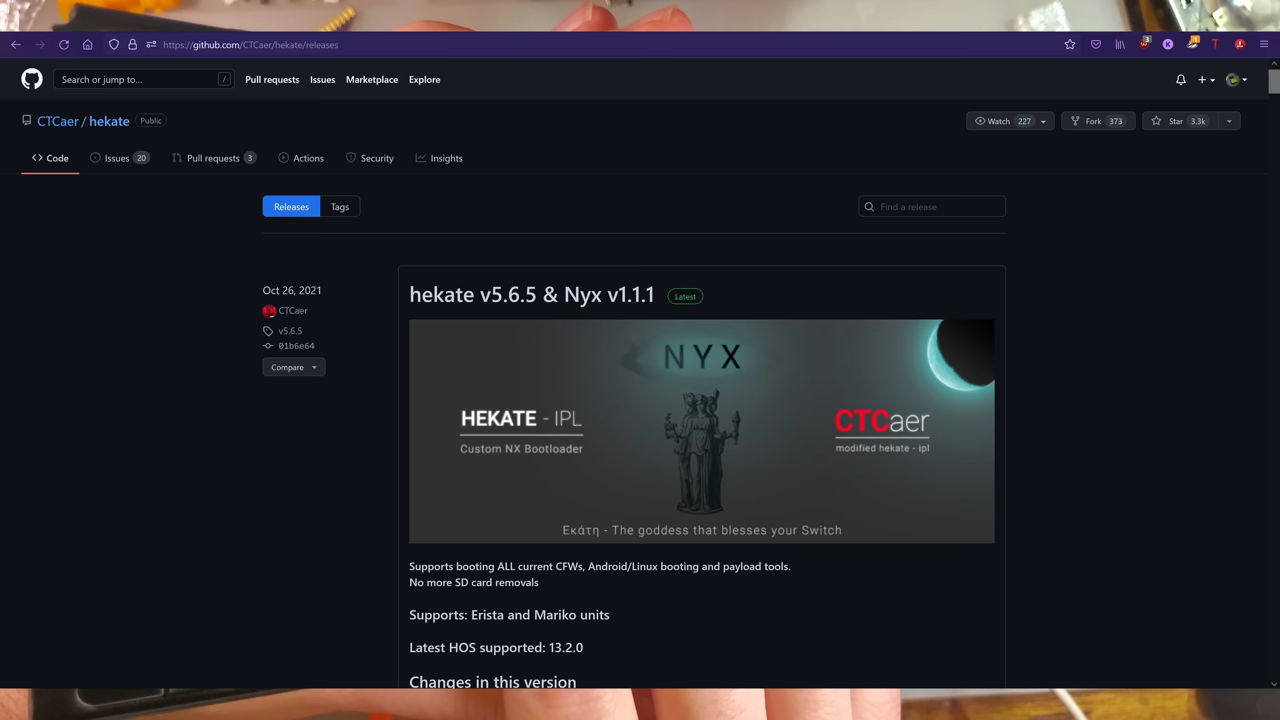 https://github.com/CTCaer/hekate/releases
3
1
Search or jump to...
/
Pull requests
Issues
Marketplace
Explore
CTCaer / hekate
Public
Watch 227
Fork 373
Star 3.3k
Code
Issues 20
Pull requests 3
Actions
Security
Insights
Releases
Tags
Find a release
Oct 26, 2021
CTCaer
v5.6.5
01b6e64
Compare
hekate v5.6.5 & Nyx v1.1.1
Latest
NYX
HEKATE - IPL
Custom NX Bootloader
CTCaer
modified hekate - ipl
Εκάτη - The goddess that blesses your Switch
Supports booting ALL current CFWs, Android/Linux booting and payload tools.
No more SD card removals
Supports: Erista and Mariko units
Latest HOS supported: 13.2.0
Changes in this version